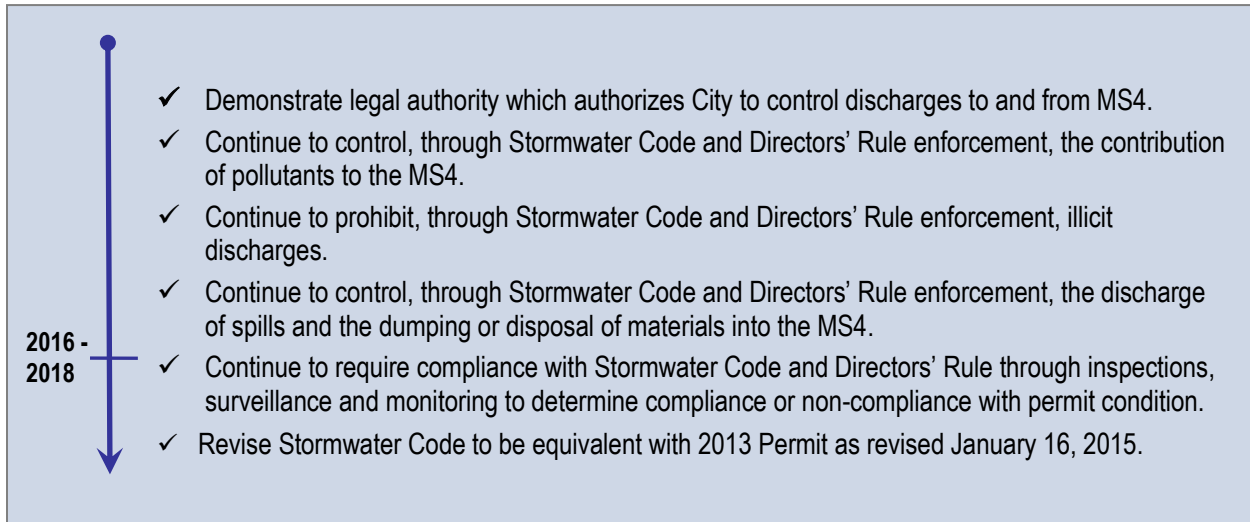 ✓ Demonstrate legal authority which authorizes City to control discharges to and from MS4.
✓ Continue to control, through Stormwater Code and Directors’ Rule enforcement, the contribution
of pollutants to the MS4.
✓ Continue to prohibit, through Stormwater Code and Directors’ Rule enforcement, illicit
discharges.
✓ Continue to control, through Stormwater Code and Directors’ Rule enforcement, the discharge
of spills and the dumping or disposal of materials into the MS4.
2016 -
2018
✓ Continue to require compliance with Stormwater Code and Directors’ Rule through inspections,
surveillance and monitoring to determine compliance or non-compliance with permit condition.
✓ Revise Stormwater Code to be equivalent with 2013 Permit as revised January 16, 2015.